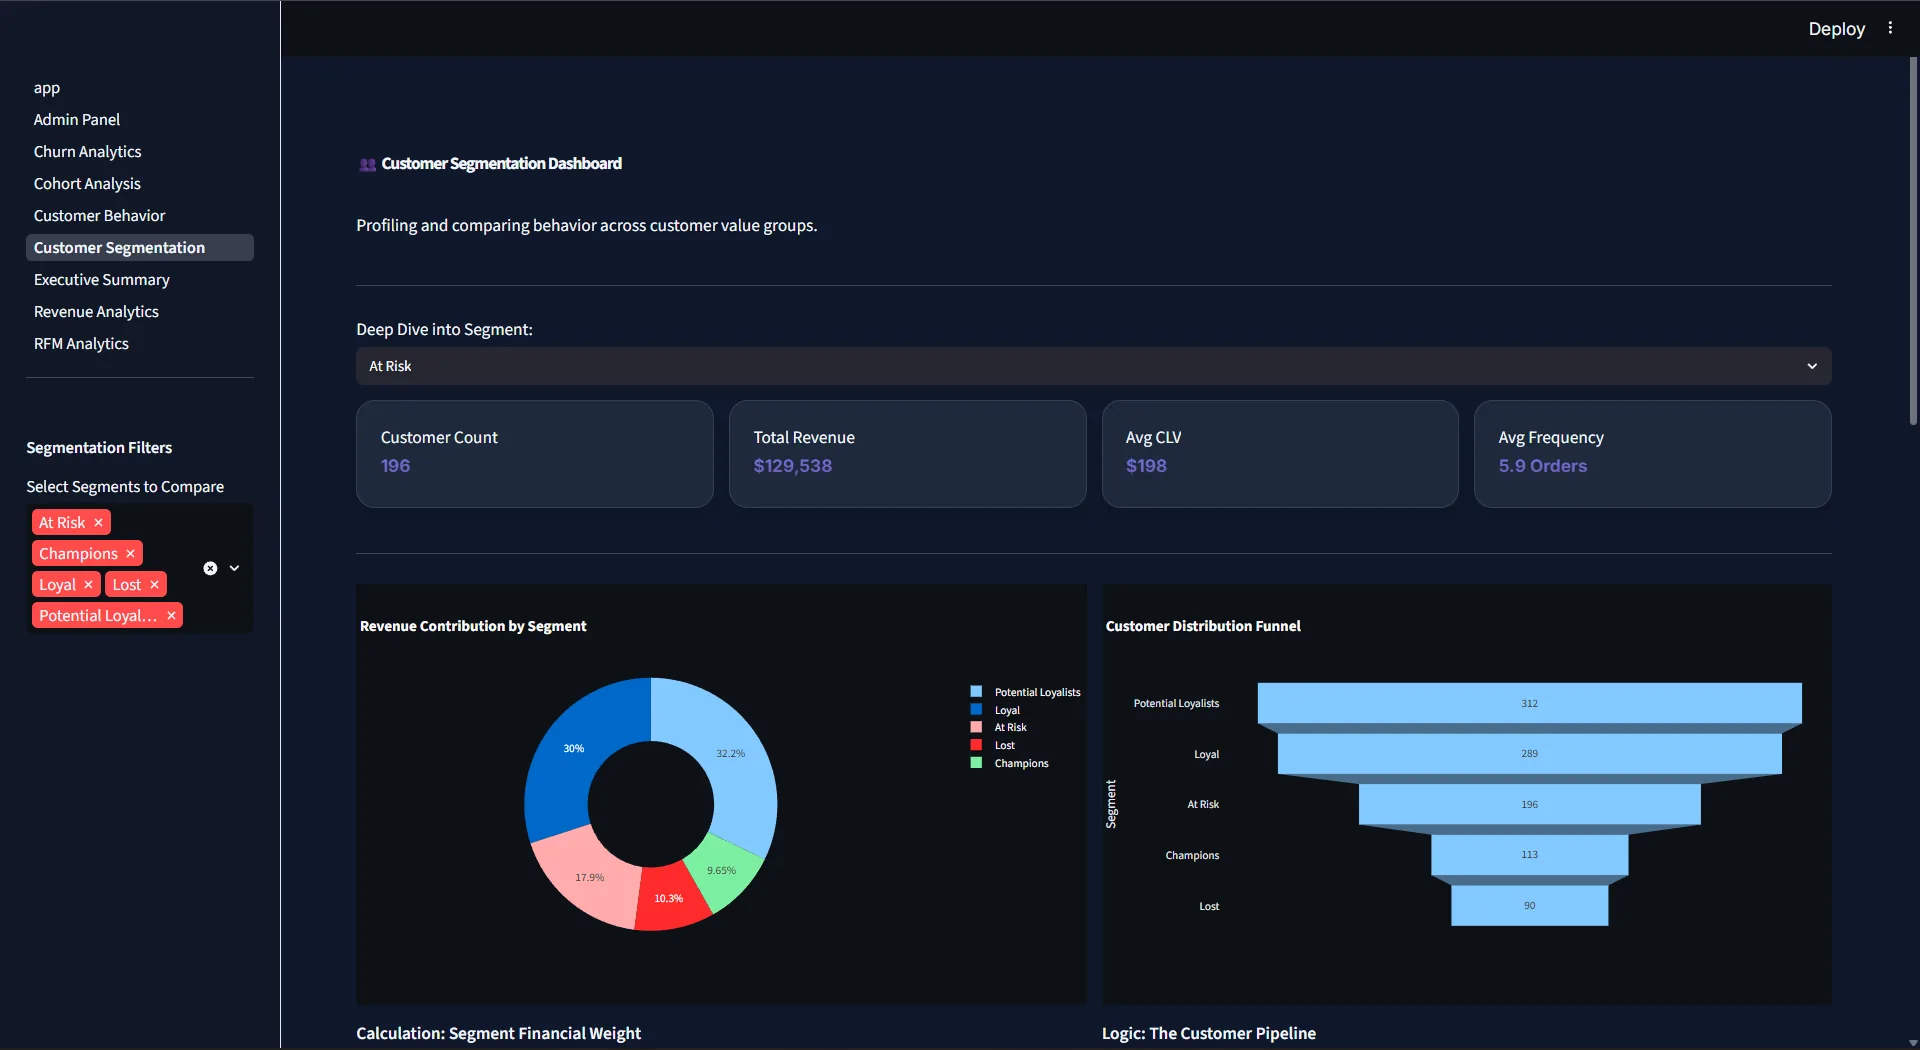 Deploy
app
Admin Panel
Churn Analytics
Cohort Analysis
Customer Behavior
Customer Segmentation
Executive Summary
Revenue Analytics
RFM Analytics
Segmentation Filters
Select Segments to Compare
At Risk
Champions
Loyal Lost
Potential Loyal...
Customer Segmentation Dashboard
Profiling and comparing behavior across customer value groups.
Deep Dive into Segment:
At Risk
Customer Count
196
Total Revenue
$129,538
Avg CLV
$198
Avg Frequency
5.9 Orders
Revenue Contribution by Segment
30%
32.2%
17.9%
10.3%
9.65%
Potential Loyalists
Loyal
At Risk
Lost
Champions
Customer Distribution Funnel
Segment
Potential Loyalists 312
Loyal 289
At Risk 196
Champions 113
Lost 90
Calculation: Segment Financial Weight
Logic: The Customer Pipeline